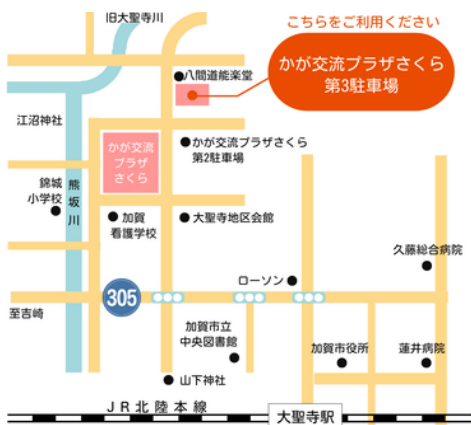 こちらをご利用ください
かが交流プラザさくら
第3駐車場
旧大聖寺川
八間道能楽堂
江沼神社
かが交流
プラザ
さくら
かが交流プラザさくら
第2駐車場
錦城
小学校
熊坂川
加賀
看護学校
大聖寺地区会館
久藤総合病院
ローソン
305
至吉崎
加賀市立
中央図書館
加賀市役所
蓮井病院
山下神社
JR北陸本線
大聖寺駅